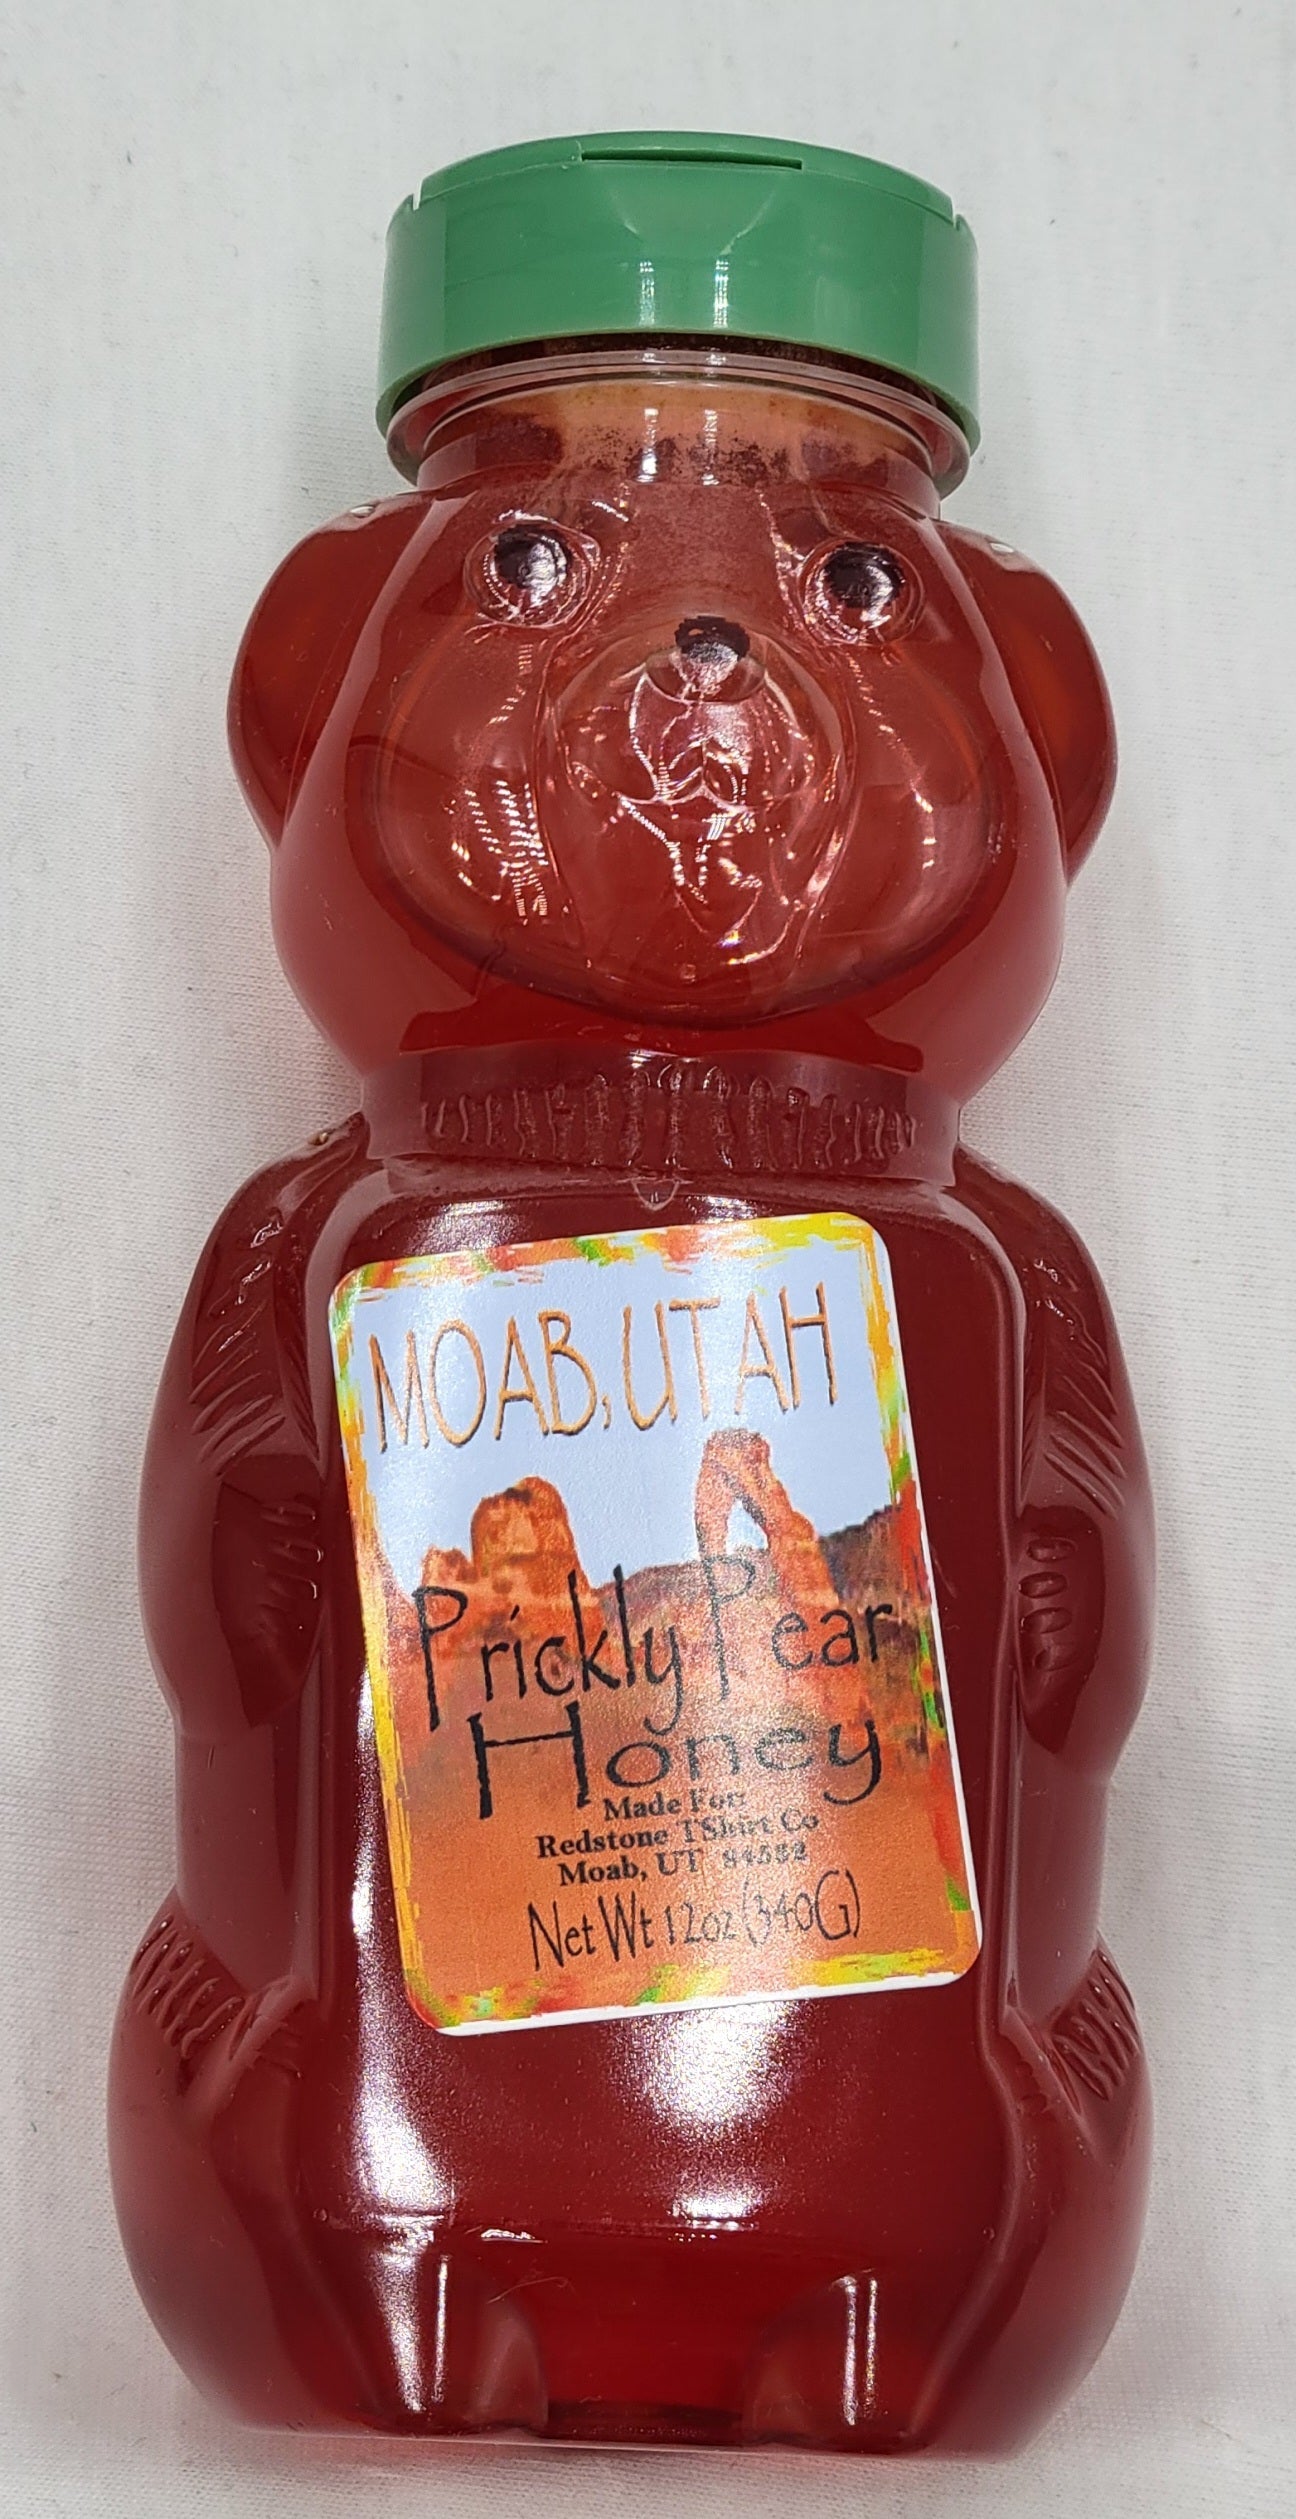 MOAB, UTAH
Prickly Pear
Honey
Made For:
Redstone TShirt Co
Moab, UT 84532
Net Wt 12oz (340G)